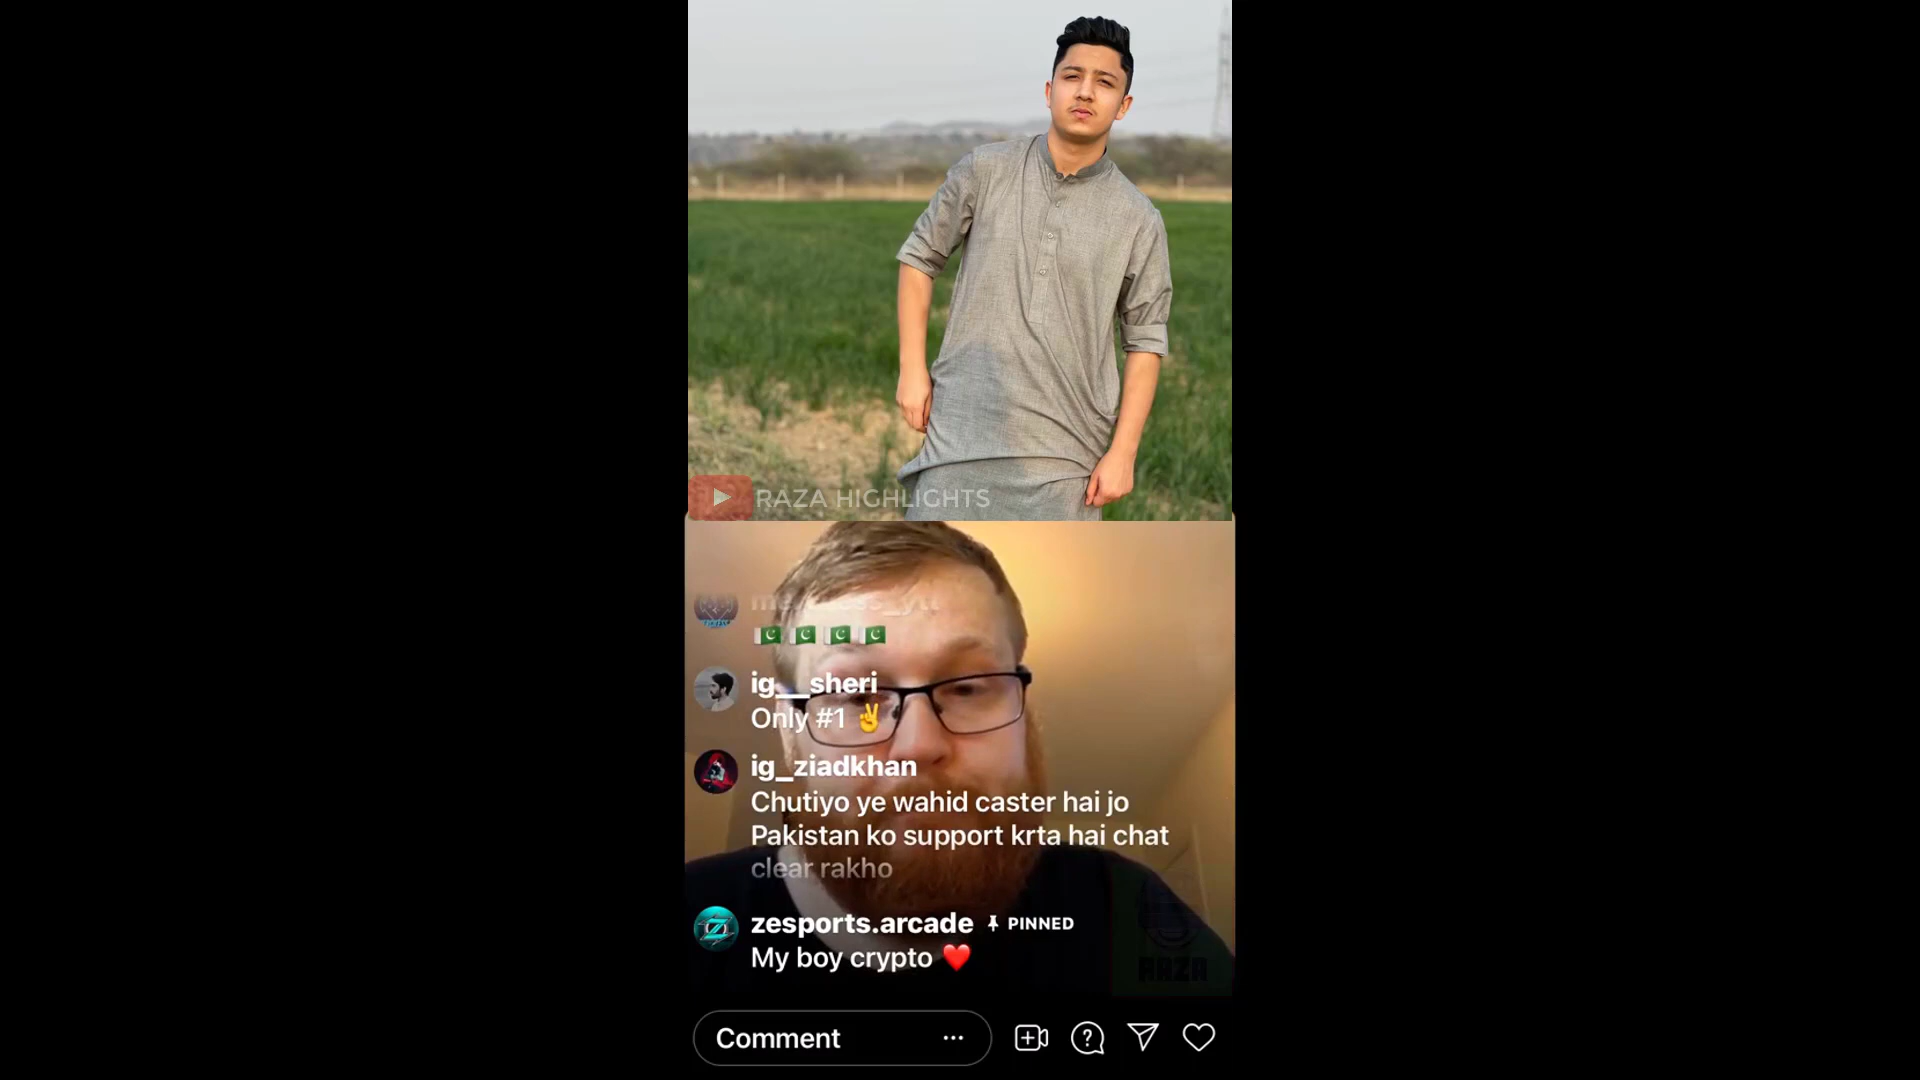 RAZA HIGHLIGHTS
🇵🇰 🇵🇰 🇵🇰 🇵🇰
ig__sheri
Only #1 ✌
ig_ziadkhan
Chutiyo ye wahid caster hai jo
Pakistan ko support krta hai chat
clear rakho
zesports.arcade PINNED
My boy crypto ❤️
RAZA
Comment ...